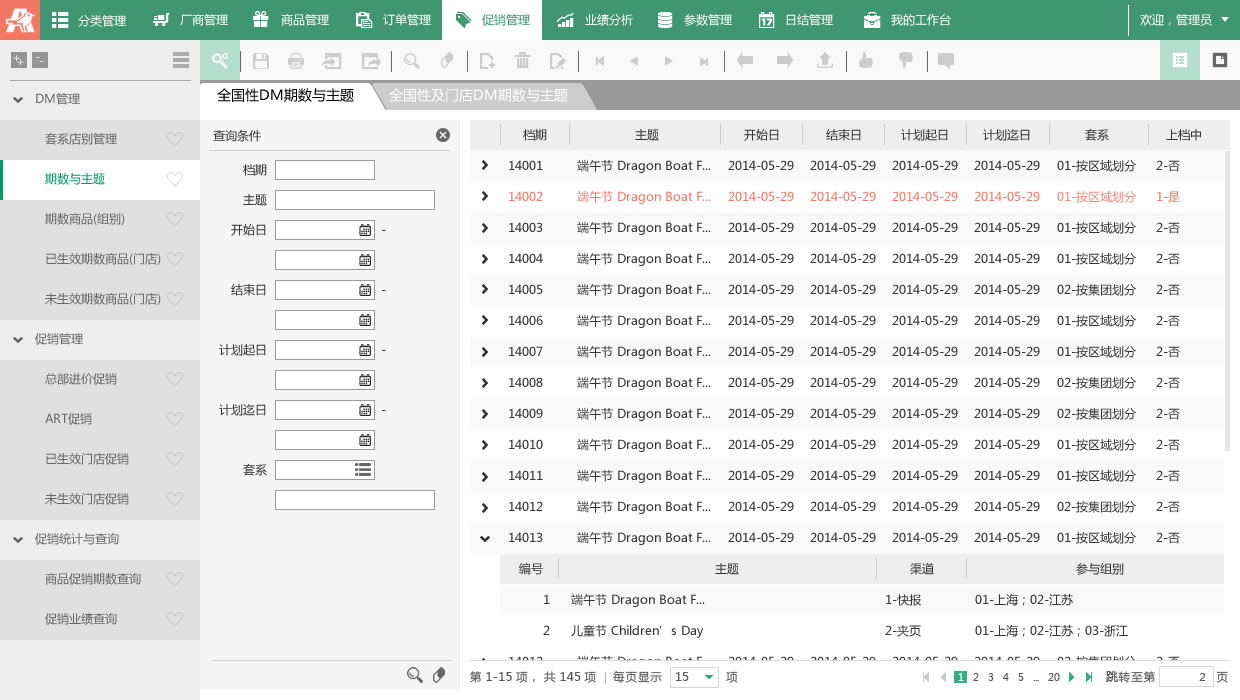 分类管理 厂商管理 商品管理 订单管理 促销管理 业绩分析 参数管理 日结管理 我的工作台 欢迎，管理员
DM管理
套系店别管理
期数与主题
期数商品(组别)
已生效期数商品(门店)
未生效期数商品(门店)
促销管理
总部进价促销
ART促销
已生效门店促销
未生效门店促销
促销统计与查询
商品促销期数查询
促销业绩查询
全国性DM期数与主题 全国性及门店DM期数与主题
查询条件
档期
主题
开始日 -
结束日 -
计划起日 -
计划迄日 -
套系
档期 主题 开始日 结束日 计划起日 计划迄日 套系 上档中
14001 端午节 Dragon Boat F... 2014-05-29 2014-05-29 2014-05-29 2014-05-29 01-按区域划分 2-否
14002 端午节 Dragon Boat F... 2014-05-29 2014-05-29 2014-05-29 2014-05-29 01-按区域划分 1-是
14003 端午节 Dragon Boat F... 2014-05-29 2014-05-29 2014-05-29 2014-05-29 01-按区域划分 2-否
14004 端午节 Dragon Boat F... 2014-05-29 2014-05-29 2014-05-29 2014-05-29 01-按区域划分 2-否
14005 端午节 Dragon Boat F... 2014-05-29 2014-05-29 2014-05-29 2014-05-29 02-按集团划分 2-否
14006 端午节 Dragon Boat F... 2014-05-29 2014-05-29 2014-05-29 2014-05-29 01-按区域划分 2-否
14007 端午节 Dragon Boat F... 2014-05-29 2014-05-29 2014-05-29 2014-05-29 01-按区域划分 2-否
14008 端午节 Dragon Boat F... 2014-05-29 2014-05-29 2014-05-29 2014-05-29 02-按集团划分 2-否
14009 端午节 Dragon Boat F... 2014-05-29 2014-05-29 2014-05-29 2014-05-29 02-按集团划分 2-否
14010 端午节 Dragon Boat F... 2014-05-29 2014-05-29 2014-05-29 2014-05-29 01-按区域划分 2-否
14011 端午节 Dragon Boat F... 2014-05-29 2014-05-29 2014-05-29 2014-05-29 01-按区域划分 2-否
14012 端午节 Dragon Boat F... 2014-05-29 2014-05-29 2014-05-29 2014-05-29 02-按集团划分 2-否
14013 端午节 Dragon Boat F... 2014-05-29 2014-05-29 2014-05-29 2014-05-29 01-按区域划分 2-否
编号 主题 渠道 参与组别
1 端午节 Dragon Boat F... 1-快报 01-上海；02-江苏
2 儿童节 Children’s Day 2-夹页 01-上海；02-江苏；03-浙江
第 1-15 项，共 145 项 | 每页显示 15 项 1 2 3 4 5 ... 20 跳转至第 2 页